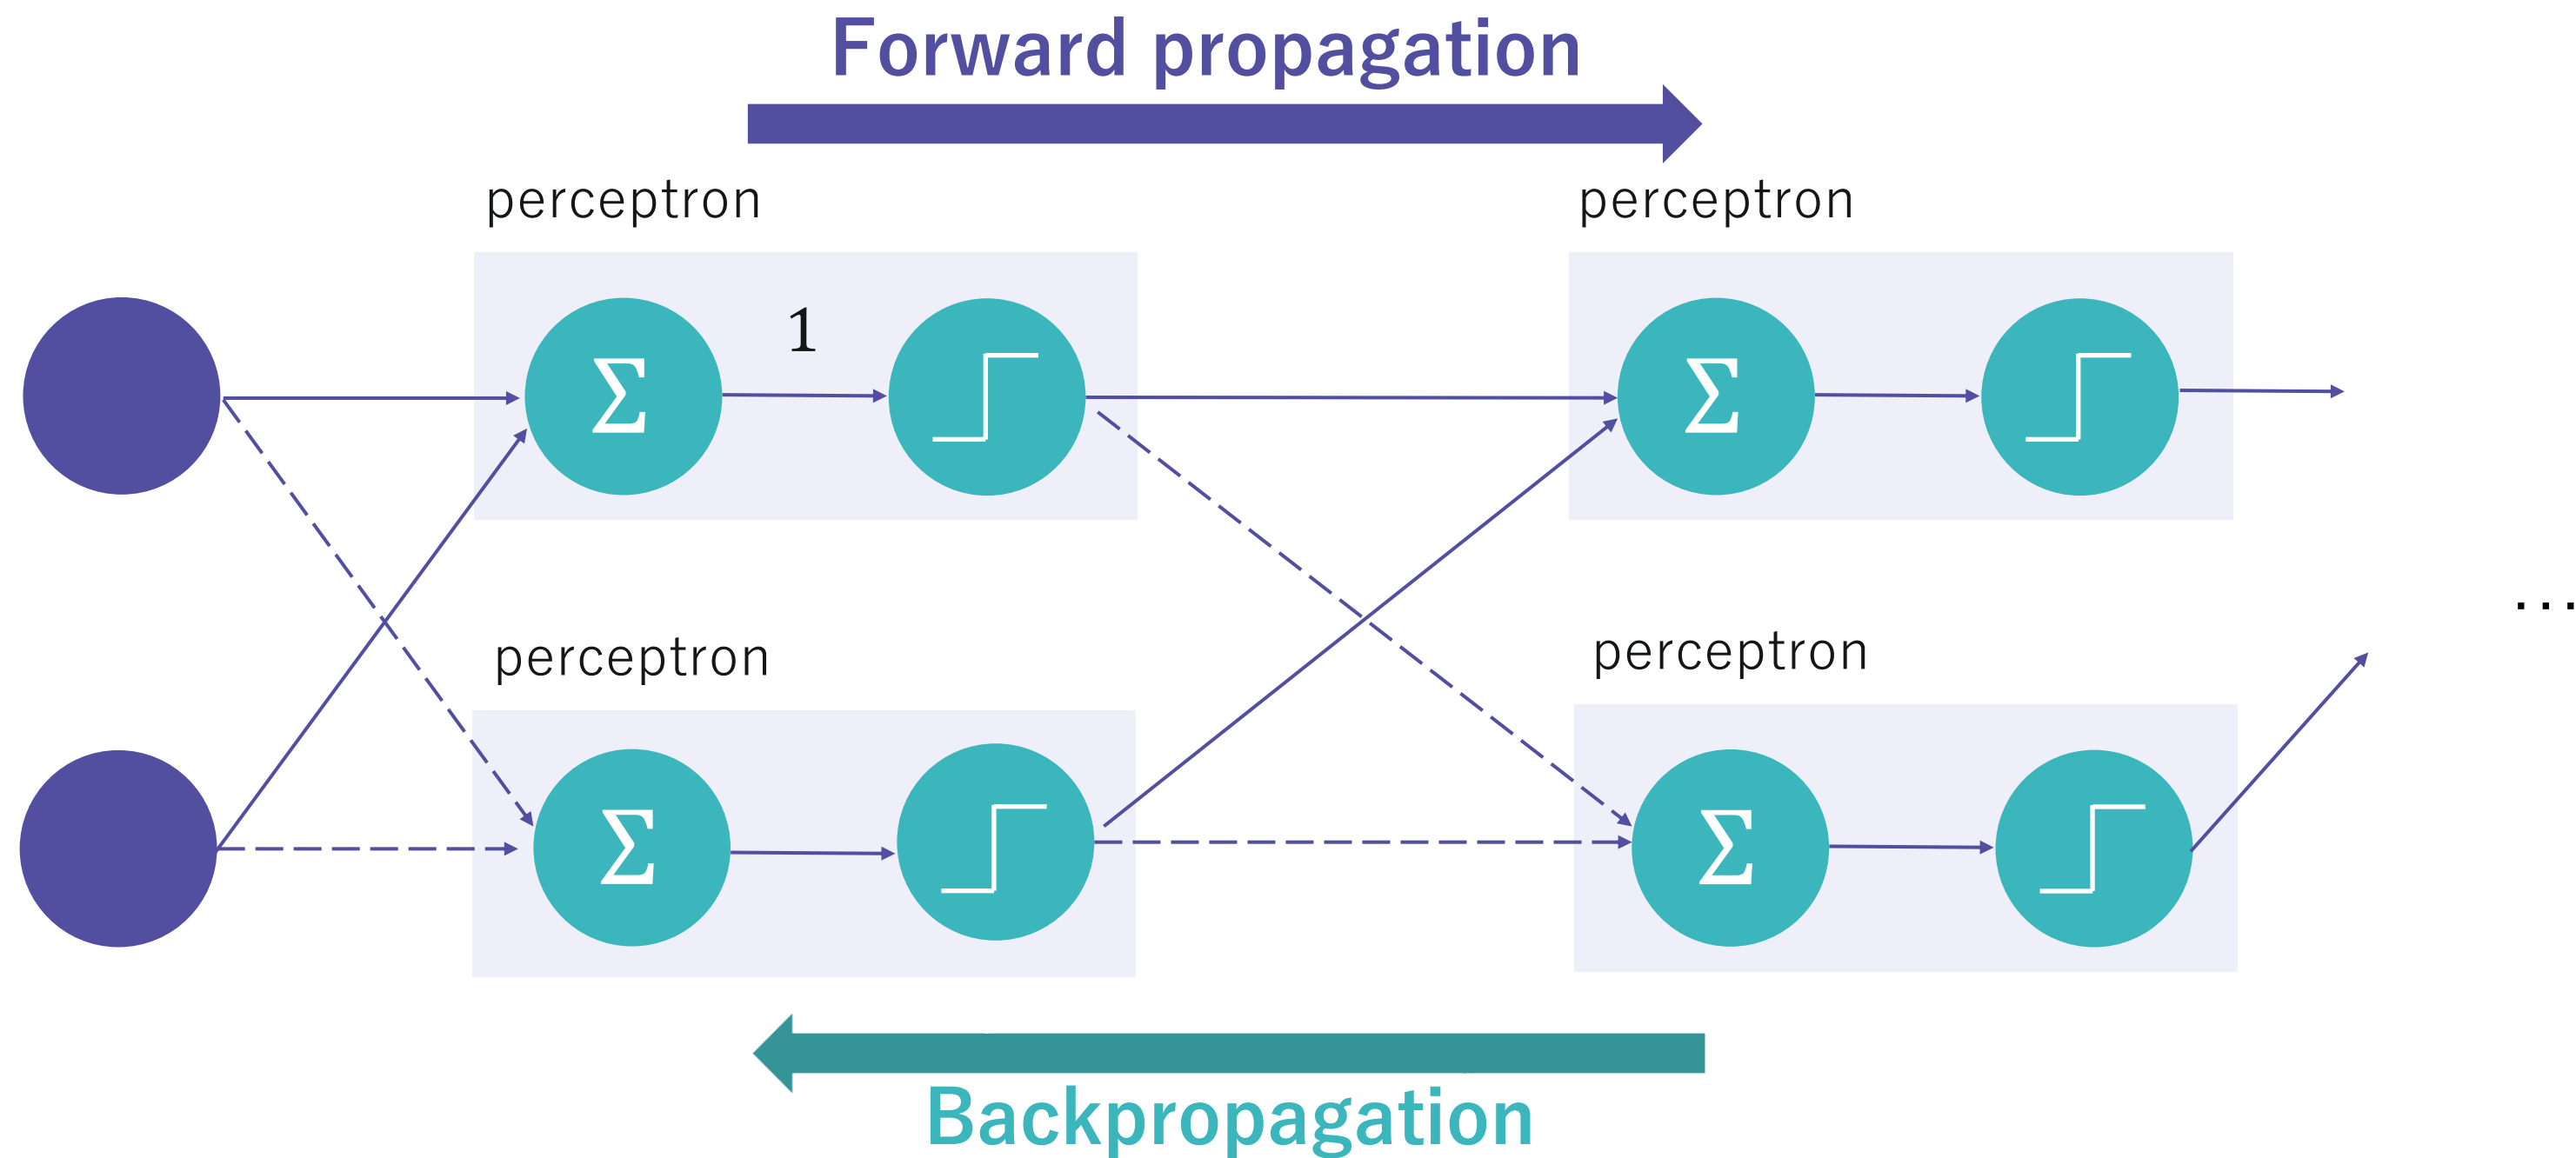 Forward propagation
perceptron
perceptron
1
Σ
Σ
...
perceptron
perceptron
Σ
Σ
Backpropagation